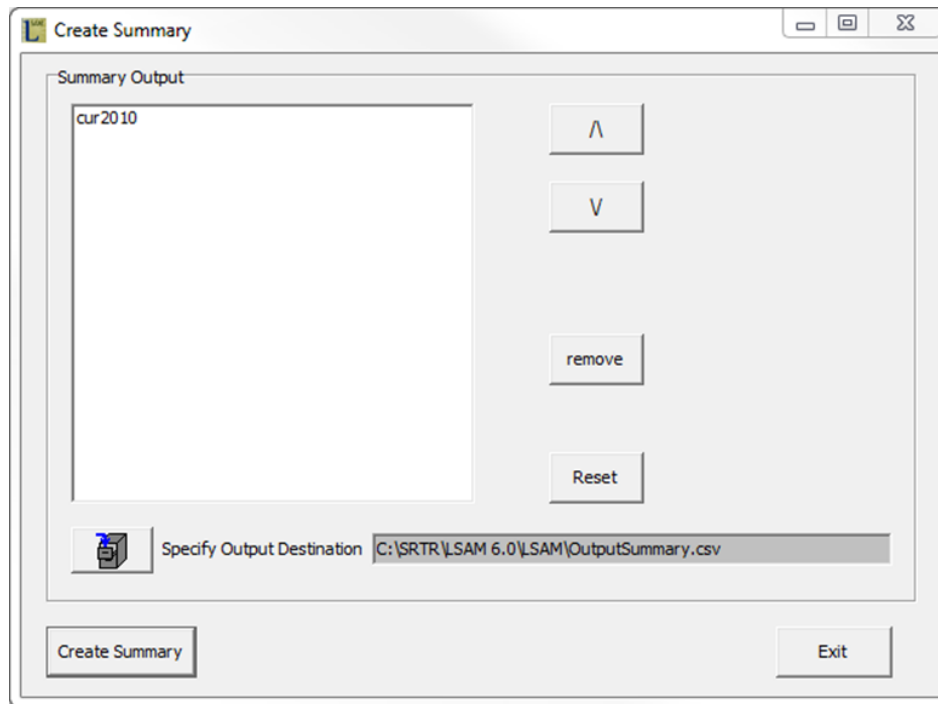 Create Summary
Summary Output
cur2010
/\
\/
remove
Reset
Specify Output Destination C:\SRTR\LSAM 6.0\LSAM\OutputSummary.csv
Create Summary Exit